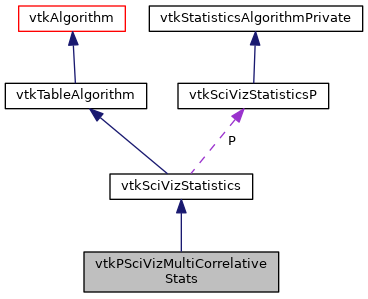 vtkAlgorithm
vtkStatisticsAlgorithmPrivate
vtkTableAlgorithm
vtkSciVizStatisticsP
P
vtkSciVizStatistics
vtkPSciVizMultiCorrelative
Stats